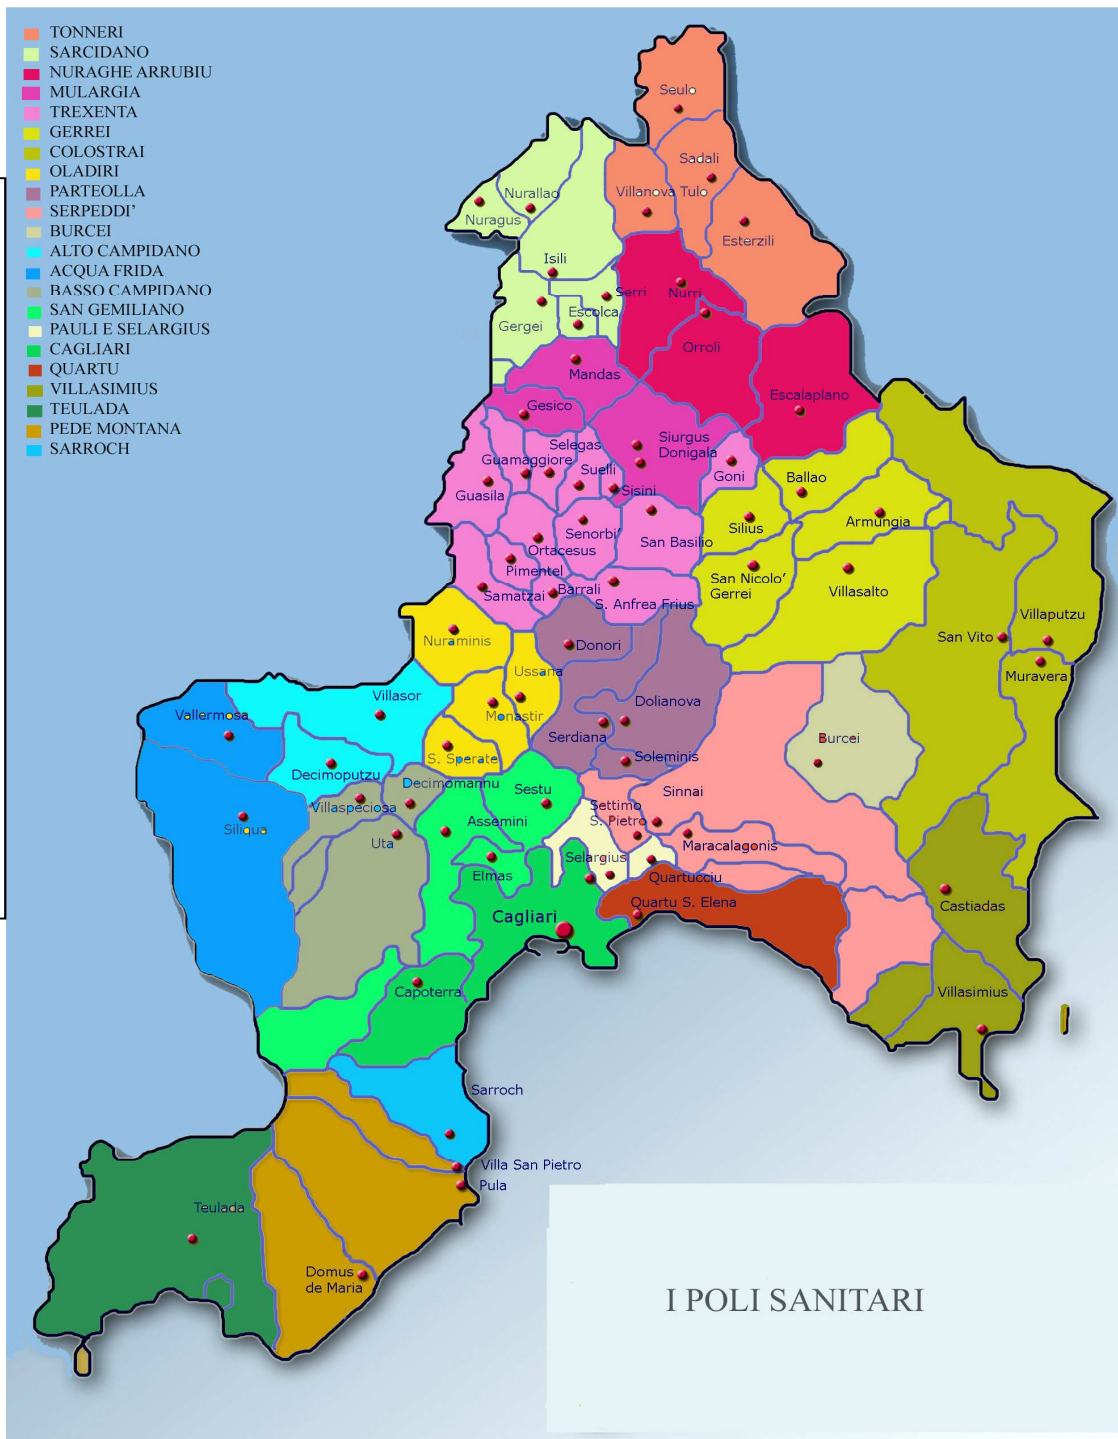 TONNERI
SARCIDANO
NURAGHE ARRUBIU
MULARGIA
TREXENTA
GERREI
COLOSTRAI
OLADIRI
PARTEOLLA
SERPEDDI'
BURCEI
ALTO CAMPIDANO
ACQUA FRIDA
BASSO CAMPIDANO
SAN GEMILIANO
PAULI E SELARGIUS
CAGLIARI
QUARTU
VILLASIMIUS
TEULADA
PEDE MONTANA
SARROCH
Seulo
Sadali
Villanova Tulo
Nurallao
Nuragus
Esterzili
Isili
Serri
Nurri
Escolca
Gergei
Orroli
Mandas
Escalaplano
Gesico
Siurgus
Donigala
Selegas
Guamaggiore
Suelli
Goni
Ballao
Guasila
Sisini
Armungia
Silius
Senorbi'
San Basilio
Ortacesus
Pimentel
San Nicolo'
Gerrei
Barrali
Villasalto
Samatzai
S. Anfrea Frius
Villaputzu
San Vito
Nuraminis
Donori
Ussana
Muravera
Villasor
Dolianova
Vallermosa
Monastir
Serdiana
Burcei
S. Sperate
Soleminis
Decimoputzu
Decimomannu
Sestu
Sinnai
Villaspeciosa
Settimo
S. Pietro
Assemini
Siliqua
Uta
Maracalagonis
Selargius
Elmas
Quartucciu
Quartu S. Elena
Castiadas
Cagliari
Capoterra
Villasimius
Sarroch
Villa San Pietro
Pula
Teulada
Domus
de Maria
I POLI SANITARI